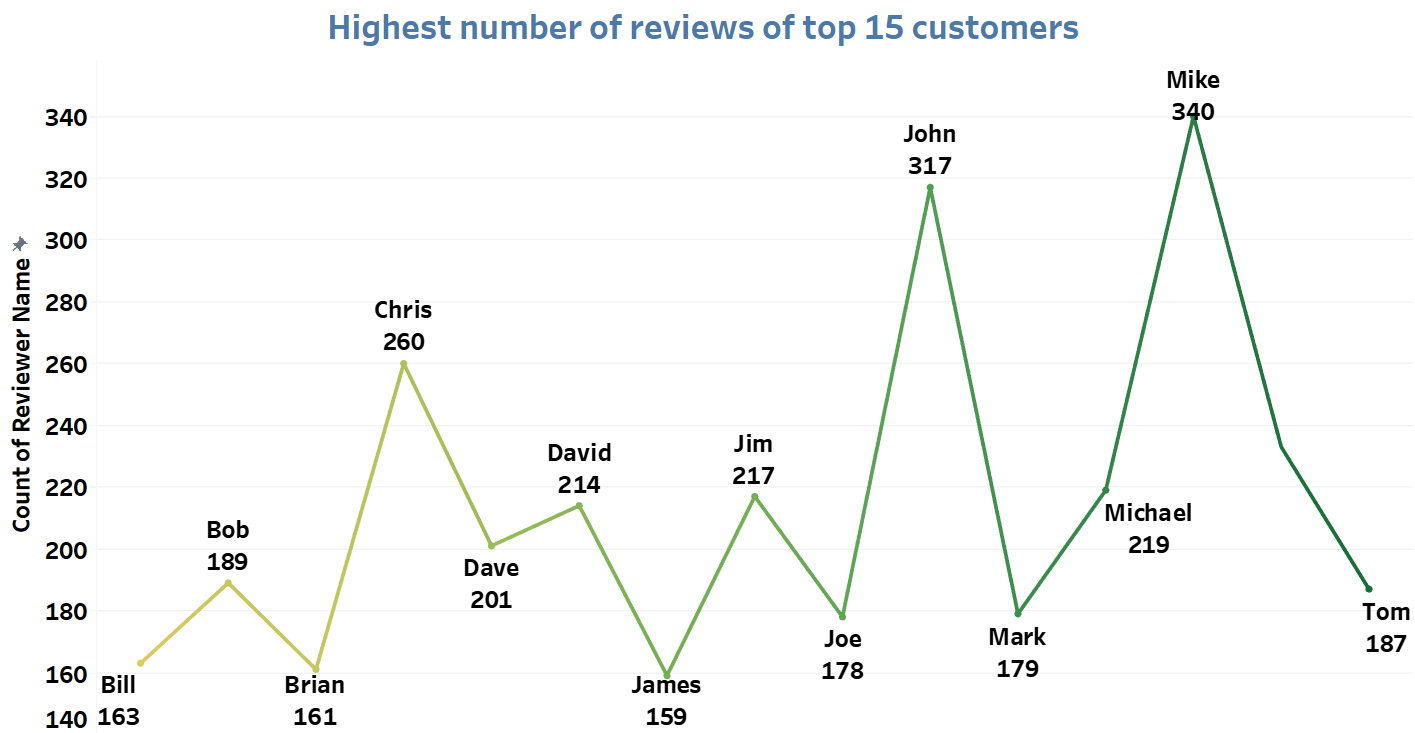 Highest number of reviews of top 15 customers
Count of Reviewer Name
340
320
300
280
260
240
220
200
180
160
140
Bill
163
Bob
189
Brian
161
Chris
260
Dave
201
David
214
James
159
Jim
217
Joe
178
John
317
Mark
179
Michael
219
Mike
340
Tom
187